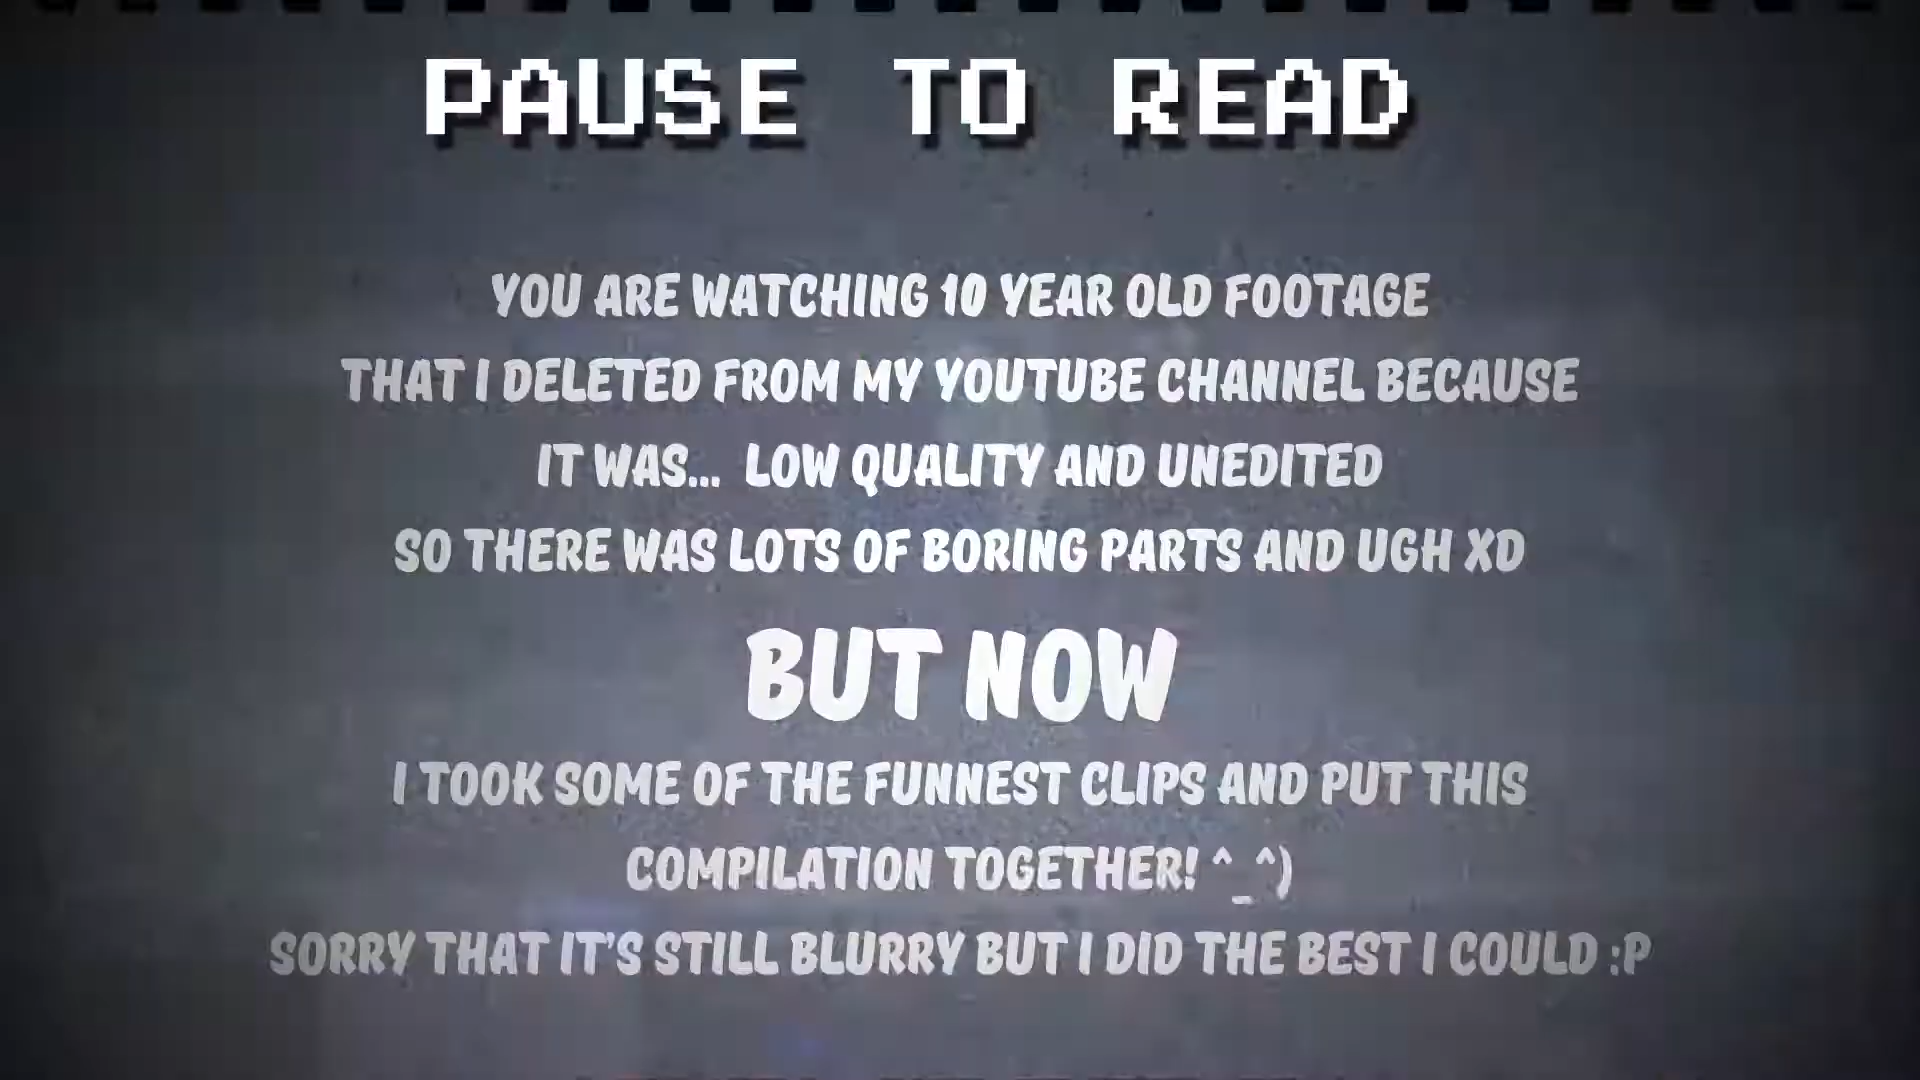 PAUSE TO READ
YOU ARE WATCHING 10 YEAR OLD FOOTAGE
THAT I DELETED FROM MY YOUTUBE CHANNEL BECAUSE
IT WAS... LOW QUALITY AND UNEDITED
SO THERE WAS LOTS OF BORING PARTS AND UGH XD
BUT NOW
I TOOK SOME OF THE FUNNEST CLIPS AND PUT THIS
COMPILATION TOGETHER! ^_^)
SORRY THAT IT'S STILL BLURRY BUT I DID THE BEST I COULD :P